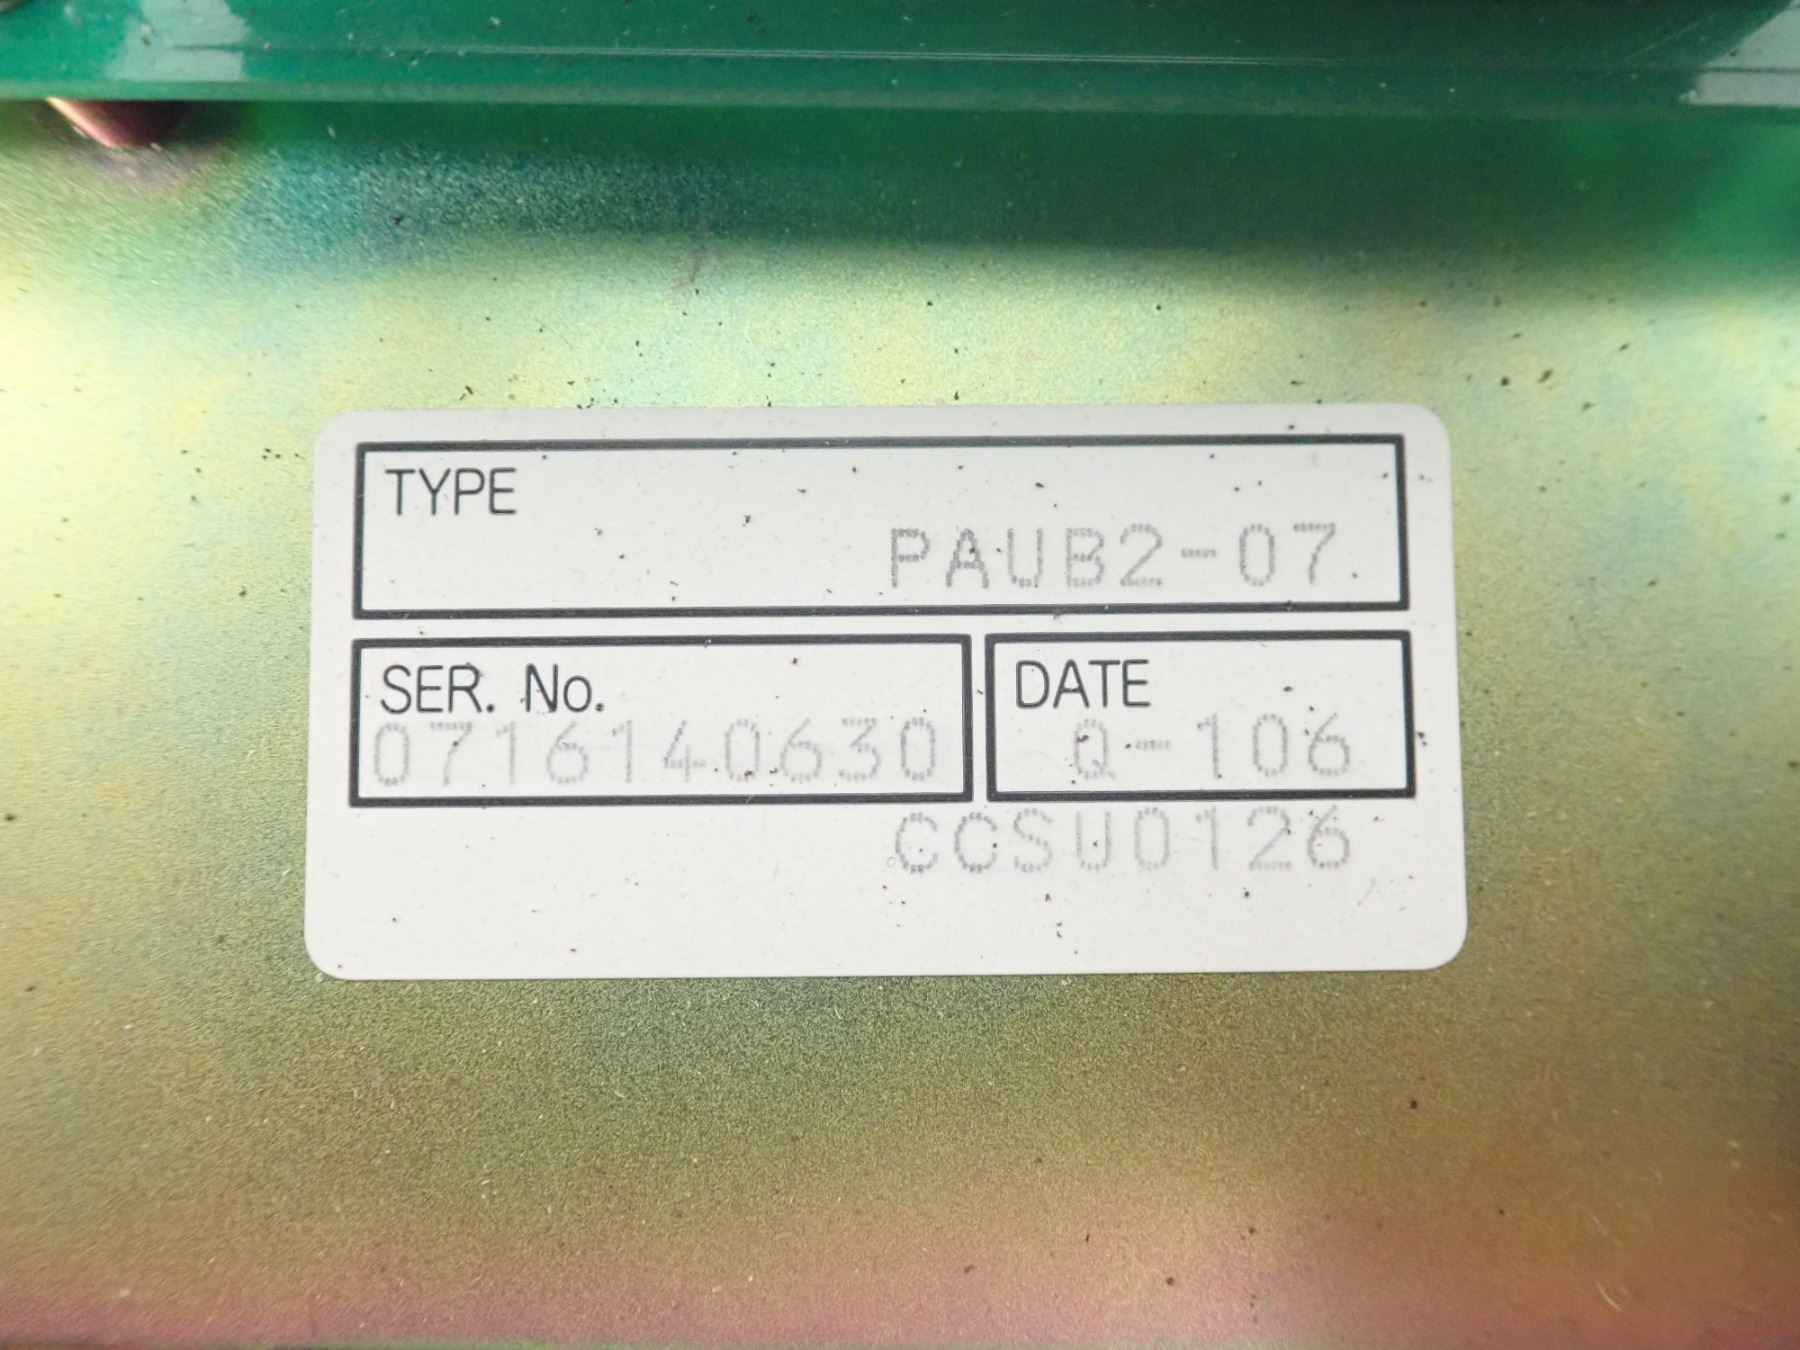 TYPE
PAUB2-07
SER. No.
0716140630
DATE
Q-106
CCSU0126